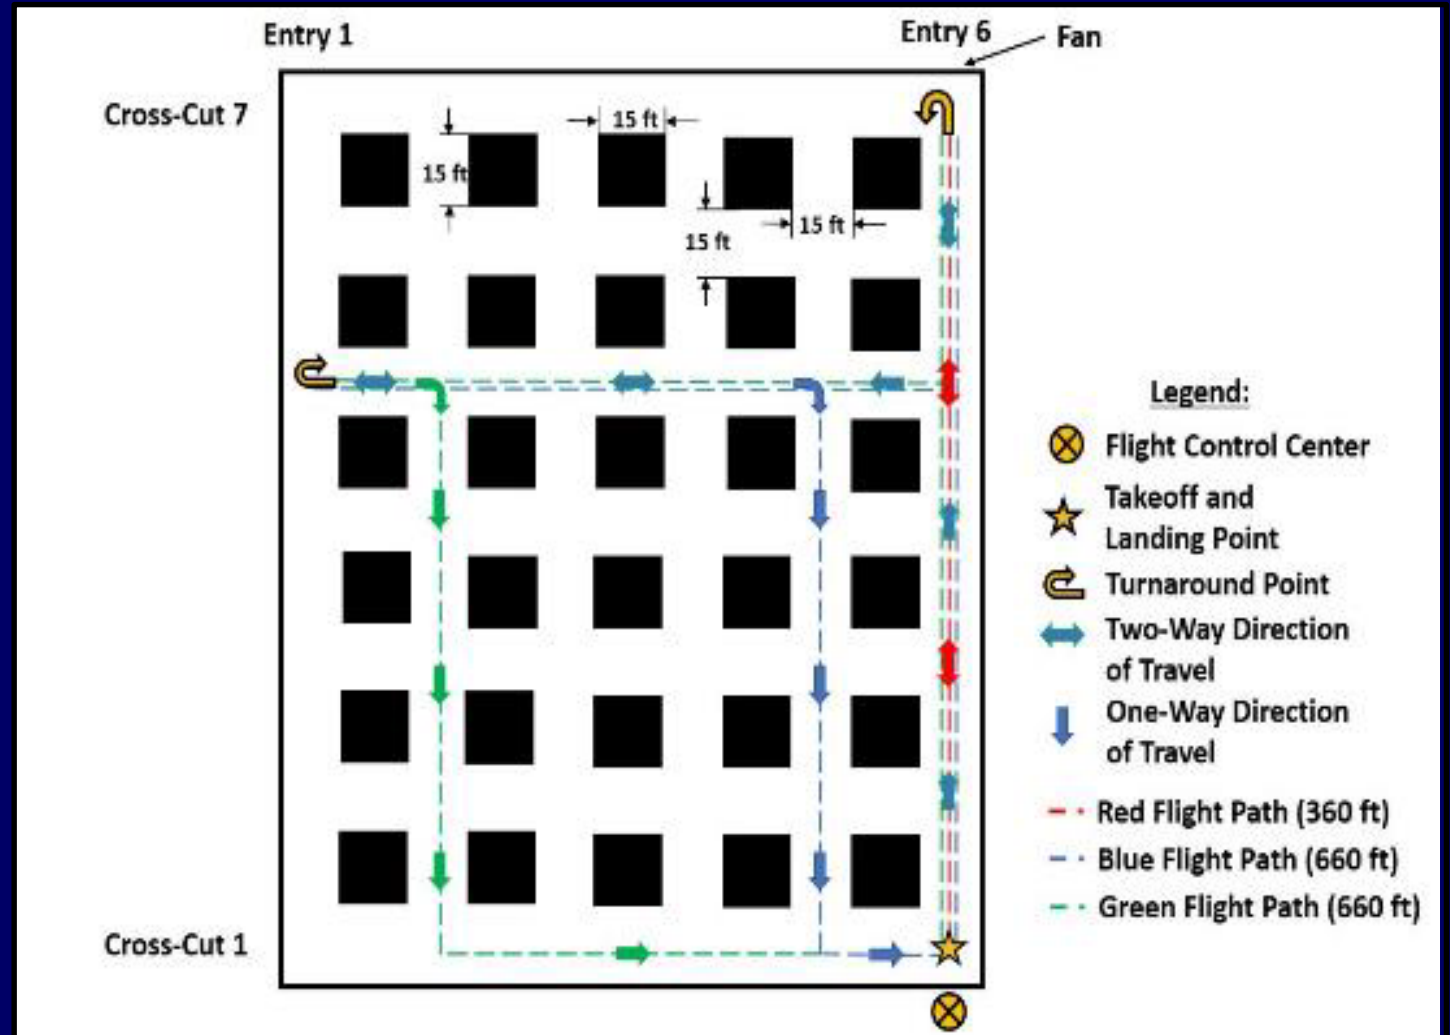 Entry 1
Entry 6
Fan
Cross-Cut 7
15 ft
15 ft
15 ft
15 ft
Legend:
Flight Control Center
Takeoff and
Landing Point
Turnaround Point
Two-Way Direction
of Travel
One-Way Direction
of Travel
Red Flight Path (360 ft)
Blue Flight Path (660 ft)
Green Flight Path (660 ft)
Cross-Cut 1